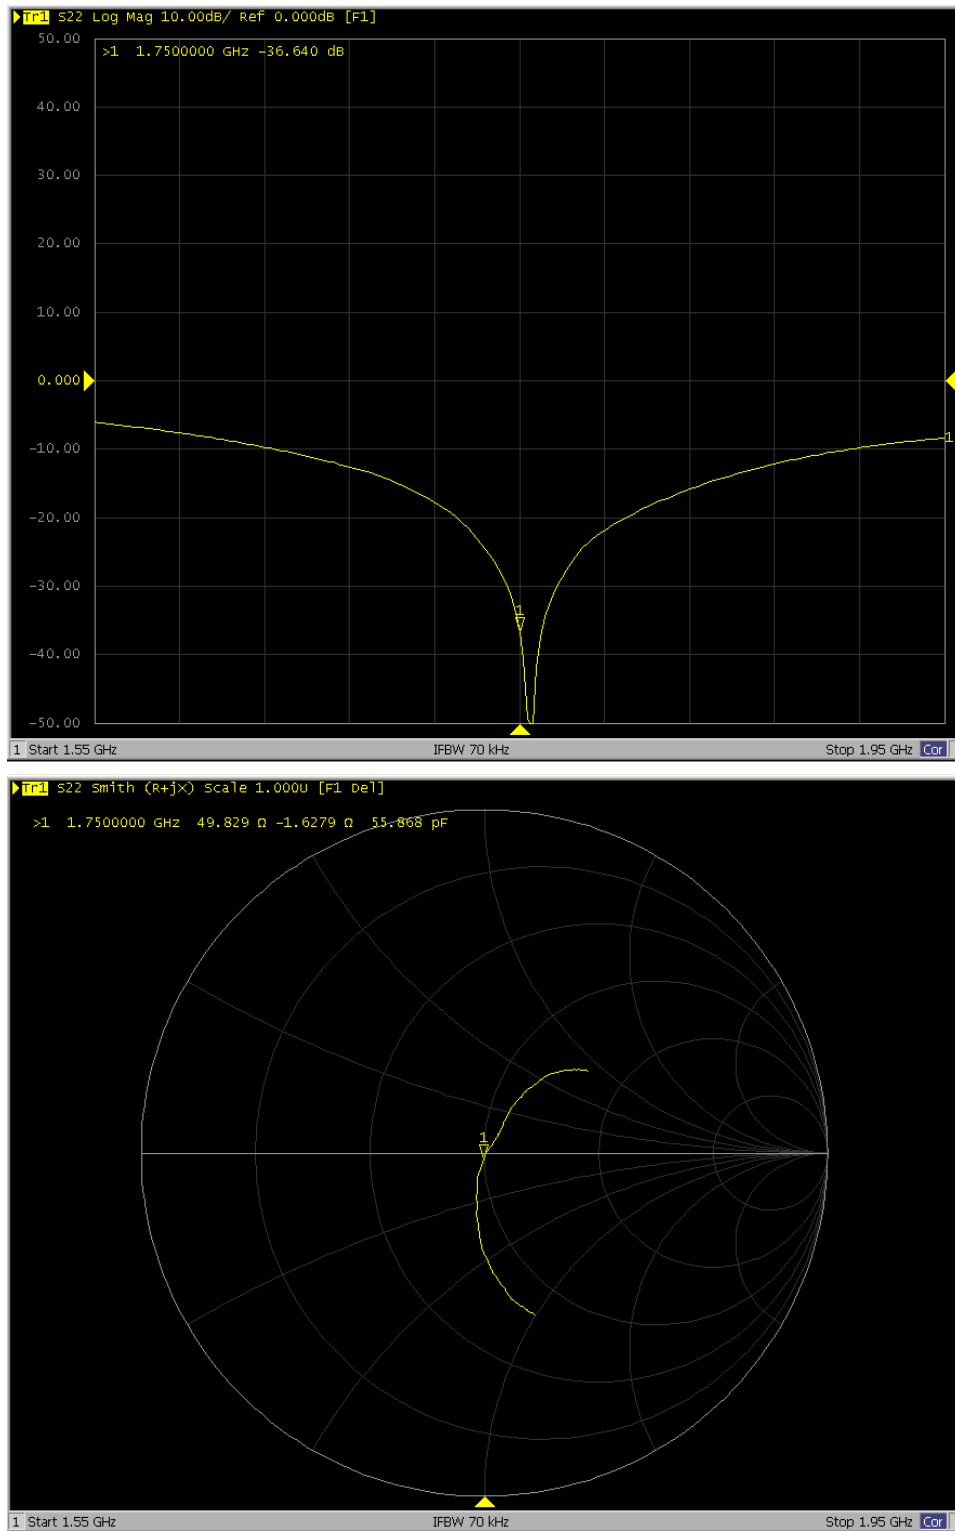 Tr1 S22 Log Mag 10.00dB/ Ref 0.000dB [F1]
50.00
>1 1.7500000 GHz -36.640 dB
40.00
30.00
20.00
10.00
0.000
-10.00
1
-20.00
-30.00
1
-40.00
-50.00
1 Start 1.55 GHz IFBW 70 kHz Stop 1.95 GHz Cor
Tr1 S22 Smith (R+jX) Scale 1.000U [F1 Del]
>1 1.7500000 GHz 49.829 Ω -1.6279 Ω 55.868 pF
1
1 Start 1.55 GHz IFBW 70 kHz Stop 1.95 GHz Cor